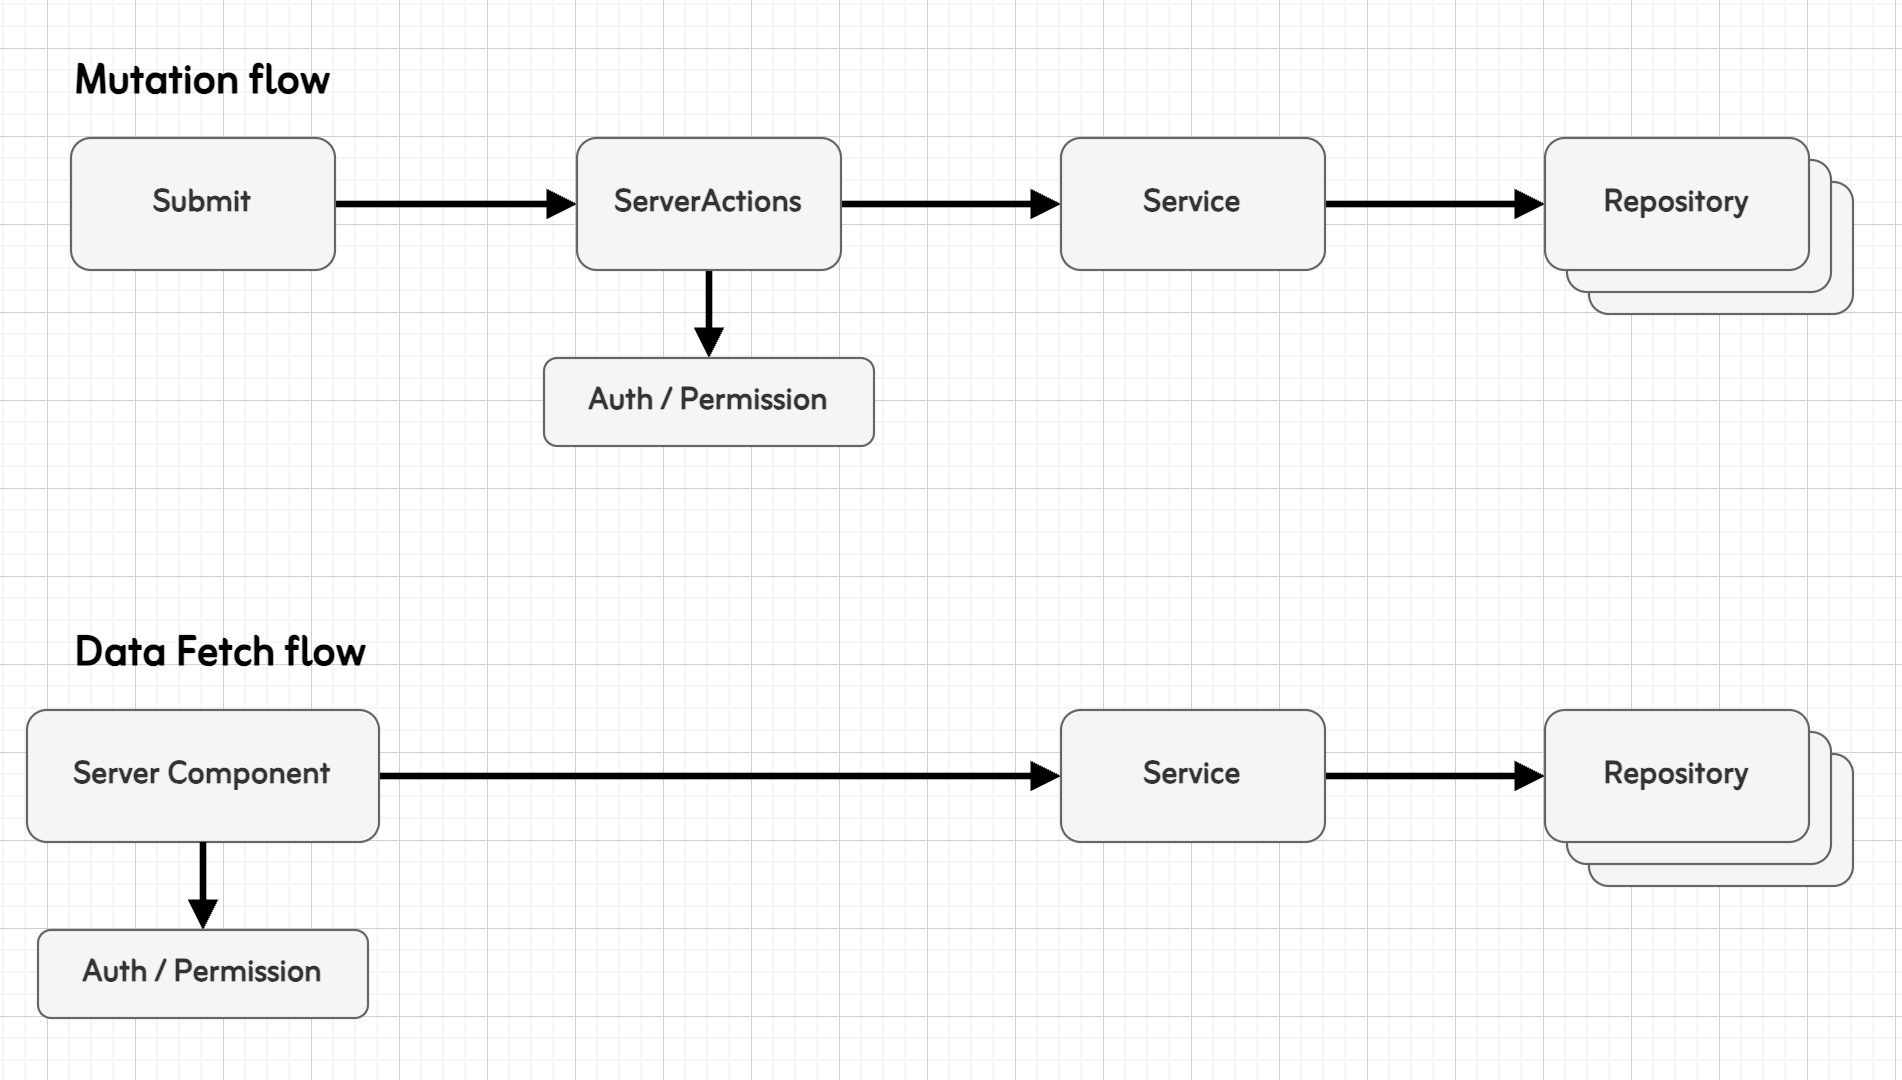 Mutation flow
Submit
ServerActions
Service
Repository
Auth / Permission
Data Fetch flow
Server Component
Service
Repository
Auth / Permission